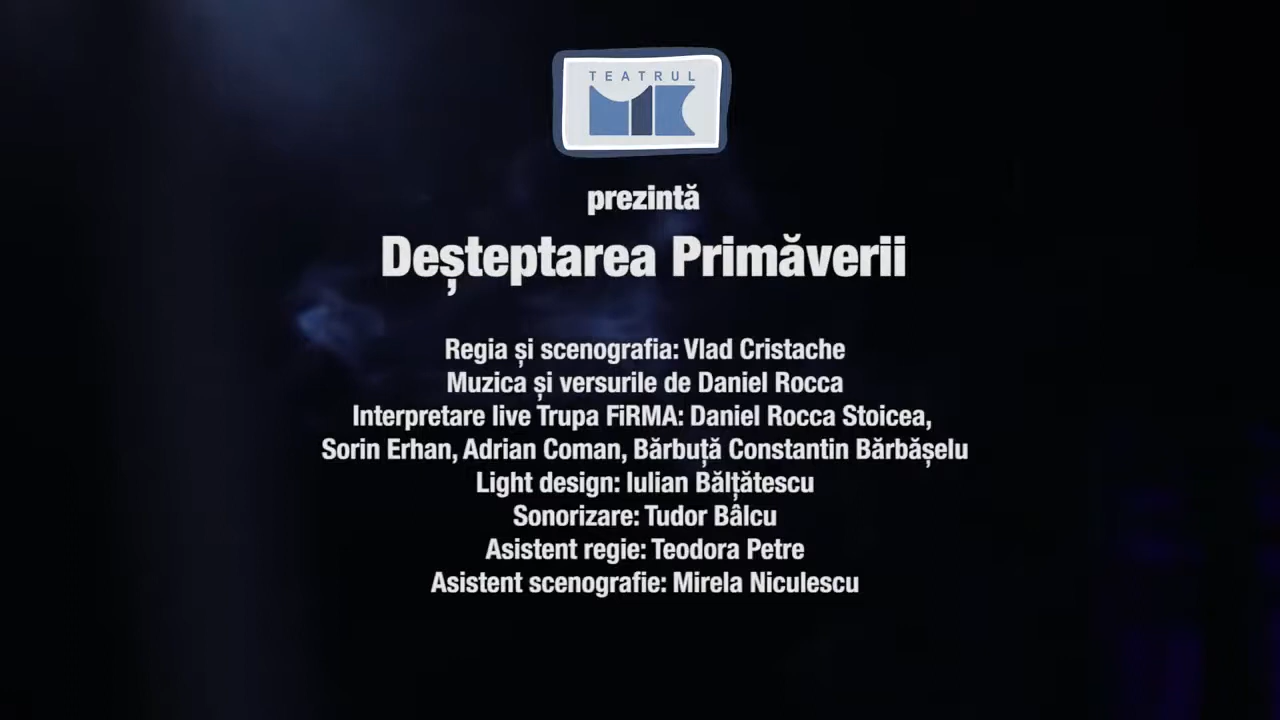 TEATRUL
MIC
prezintă
Deșteptarea Primăverii
Regia și scenografia: Vlad Cristache
Muzica și versurile de Daniel Rocca
Interpretare live Trupa FiRMA: Daniel Rocca Stoicea,
Sorin Erhan, Adrian Coman, Bărbuță Constantin Bărbășelu
Light design: Iulian Bălțătescu
Sonorizare: Tudor Bâlcu
Asistent regie: Teodora Petre
Asistent scenografie: Mirela Niculescu